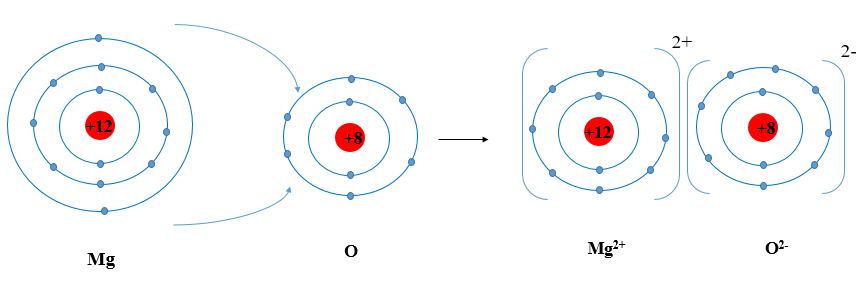 2+
2-
+12
+8
+12
+8
Mg
O
Mg²⁺
O²⁻